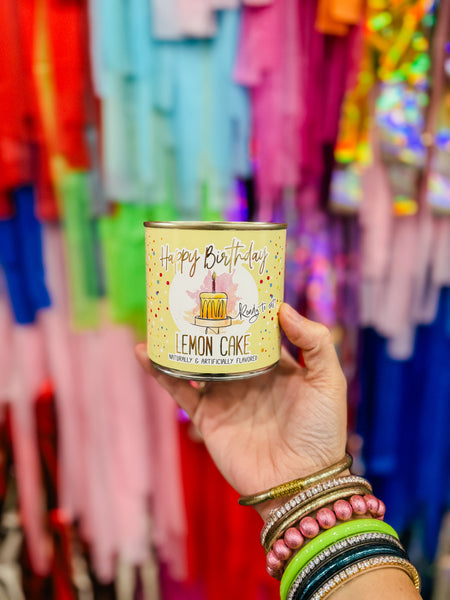 Happy Birthday
Ready to eat
LEMON CAKE
NATURALLY & ARTIFICIALLY FLAVORED